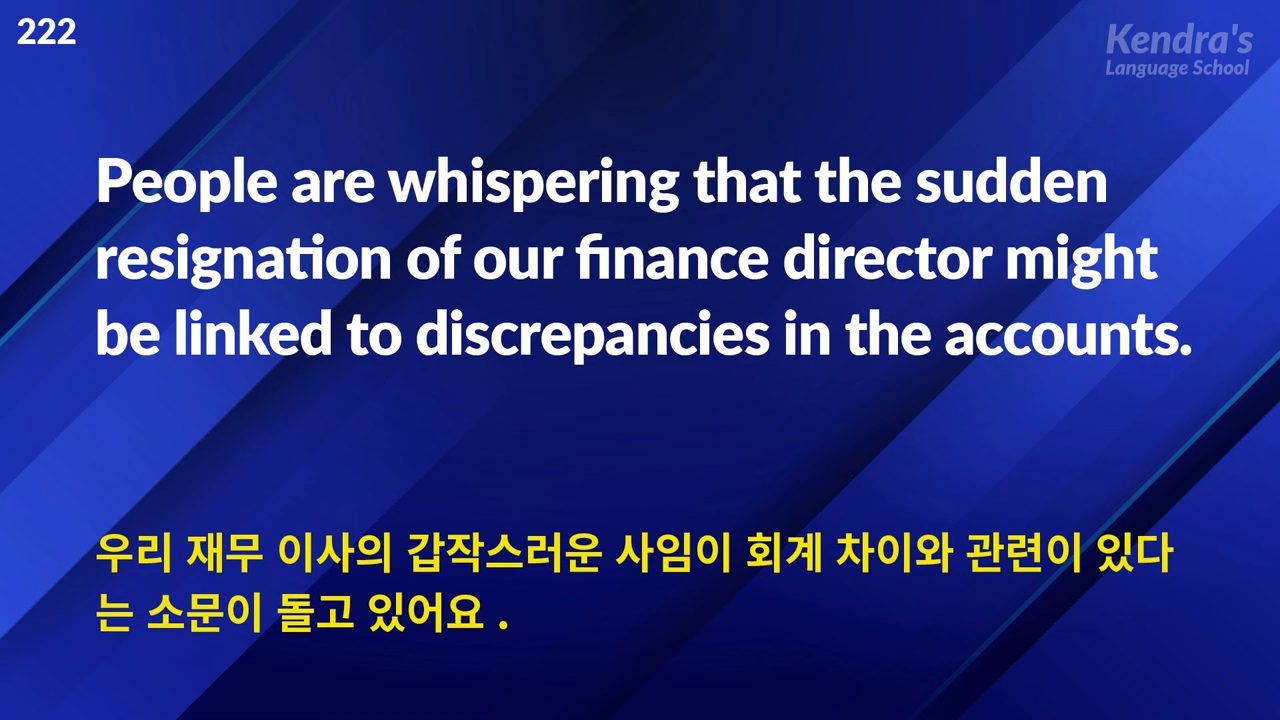 222
Kendra's
Language School
People are whispering that the sudden
resignation of our finance director might
be linked to discrepancies in the accounts.
우리 재무 이사의 갑작스러운 사임이 회계 차이와 관련이 있다
는 소문이 돌고 있어요 .